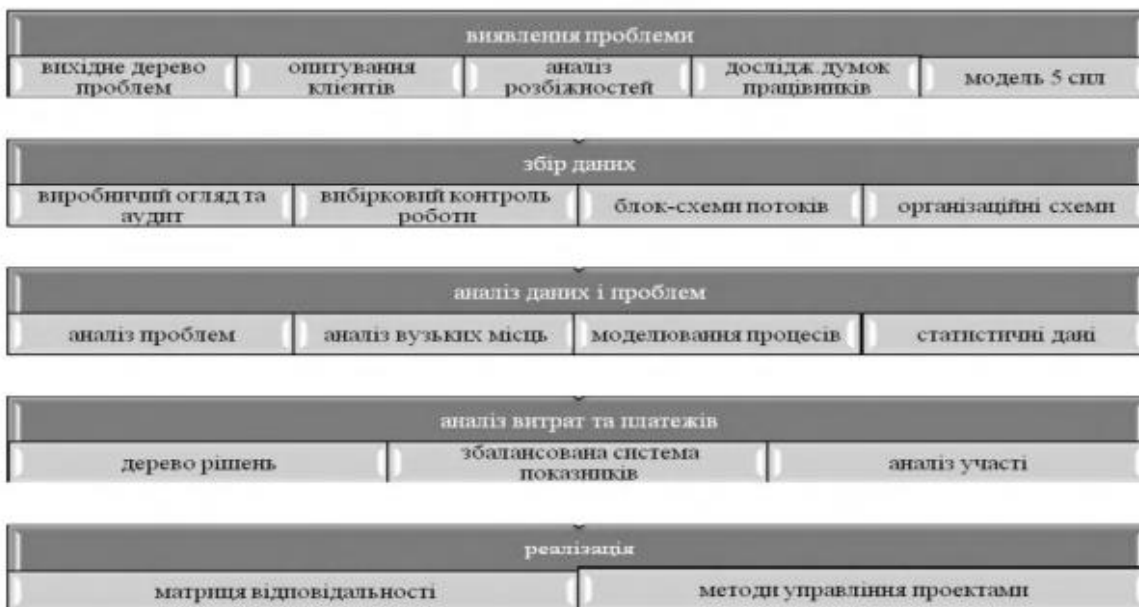 виявлення проблеми
вихідне дерево
проблем
опитування
клієнтів
аналіз
розбіжностей
дослідж думок
працівників
модель 5 сил
збір даних
виробничий огляд та
аудит
вибірковий контроль
роботи
блок-схеми потоків
організаційні схеми
аналіз даних і проблем
аналіз проблем
аналіз вузьких місць
моделювання процесів
статистичні дані
аналіз витрат та платежів
дерево рішень
збалансована система
показників
аналіз участі
реалізація
матриця відповідальності
методи управління проектами